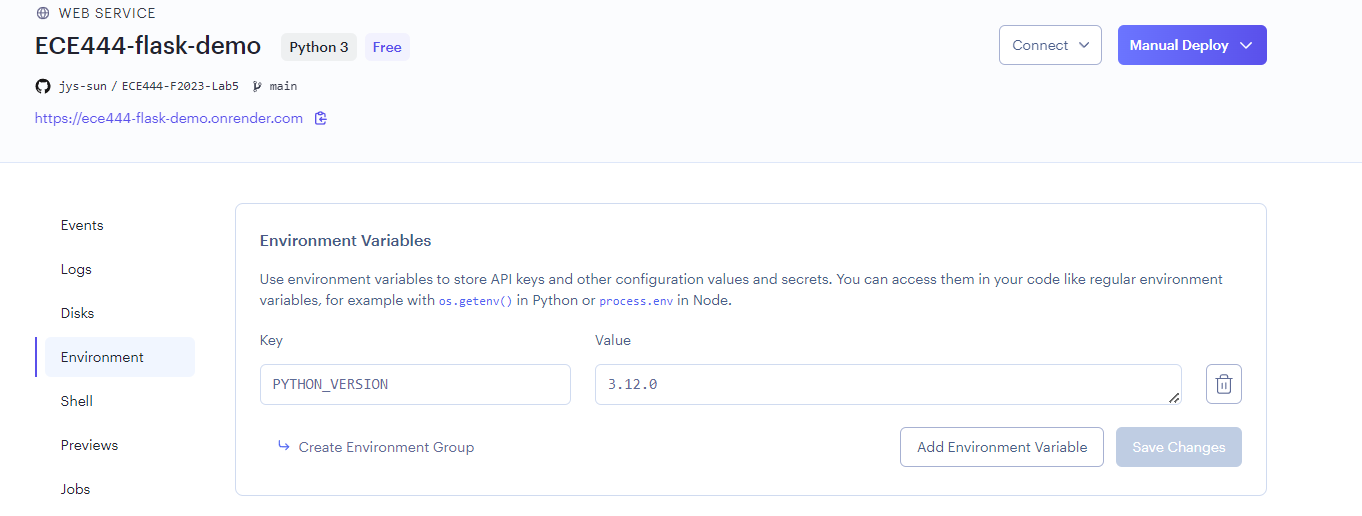 WEB SERVICE
ECE444-flask-demo Python 3 Free
Connect
Manual Deploy
jys-sun / ECE444-F2023-Lab5 main
https://ece444-flask-demo.onrender.com
Events
Logs
Disks
Environment
Shell
Previews
Jobs
Environment Variables
Use environment variables to store API keys and other configuration values and secrets. You can access them in your code like regular environment
variables, for example with os.getenv() in Python or process.env in Node.
Key Value
PYTHON_VERSION 3.12.0
Create Environment Group
Add Environment Variable
Save Changes